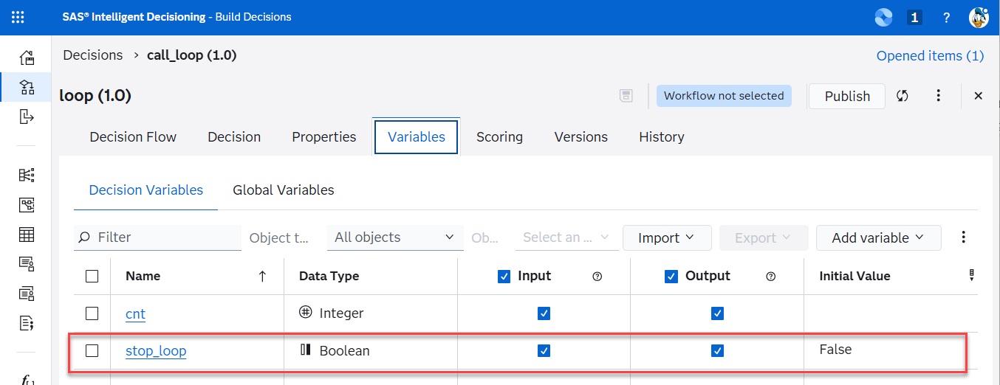 SAS® Intelligent Decisioning - Build Decisions
1
?
Decisions > call_loop (1.0)
Opened items (1)
loop (1.0)
Workflow not selected
Publish
Decision Flow
Decision
Properties
Variables
Scoring
Versions
History
Decision Variables
Global Variables
Filter
Object t...
All objects
Ob...
Select an ...
Import
Export
Add variable
Name
Data Type
Input
Output
Initial Value
cnt
Integer
stop_loop
Boolean
False